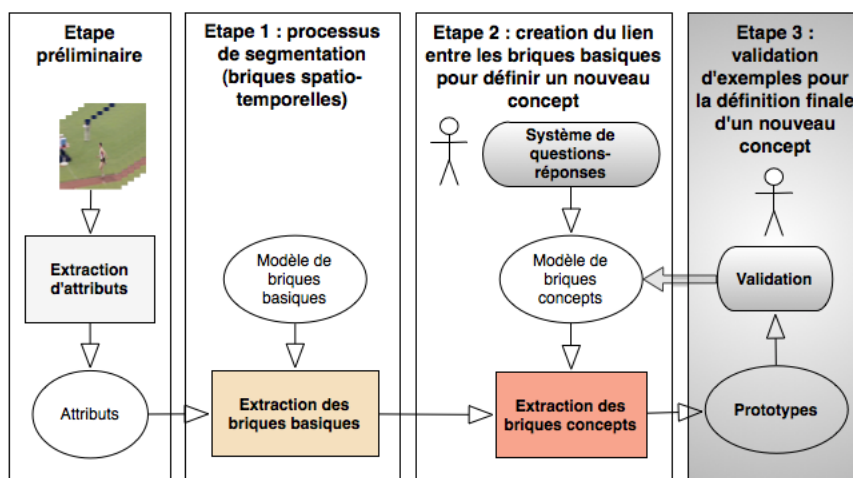 Etape
préliminaire
Extraction
d'attributs
Attributs
Etape 1 : processus
de segmentation
(briques spatio-
temporelles)
Modèle de
briques
basiques
Extraction des
briques basiques
Etape 2 : creation du lien
entre les briques basiques
pour définir un nouveau
concept
Système de
questions-
réponses
Modèle de
briques
concepts
Extraction des
briques concepts
Etape 3 :
validation
d'exemples pour
la définition finale
d'un nouveau
concept
Validation
Prototypes